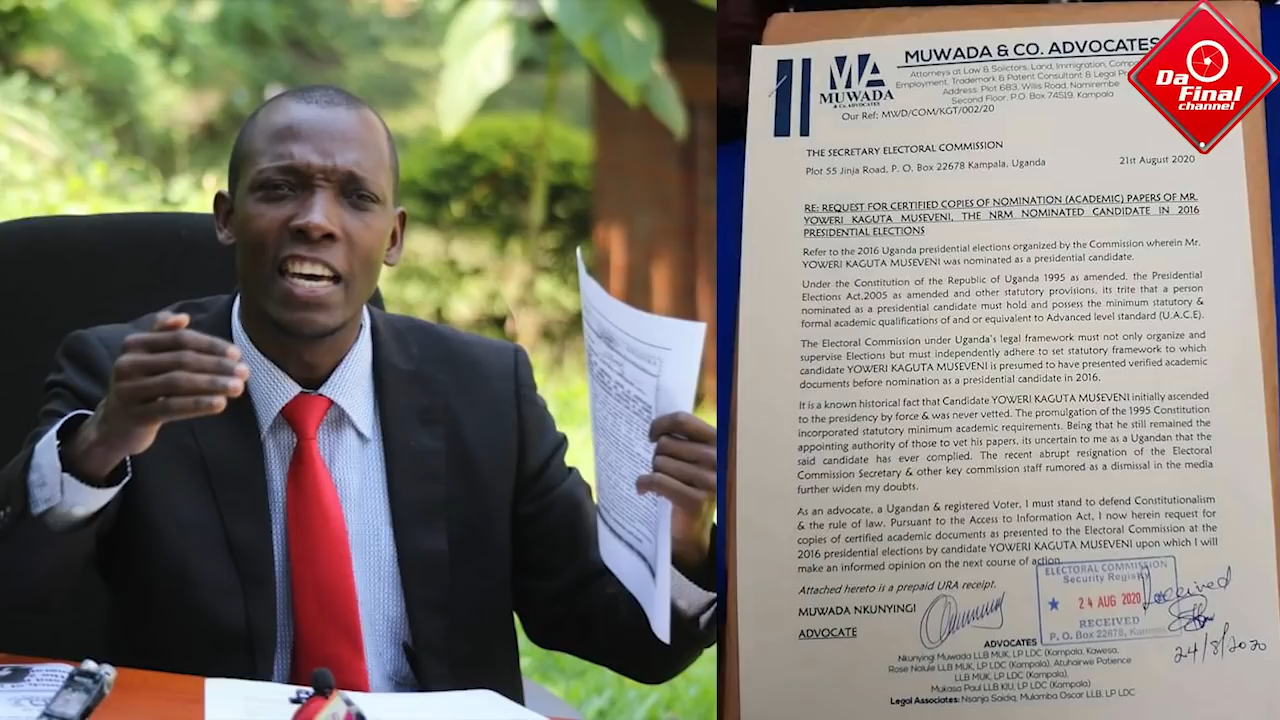 MUWADA & CO. ADVOCATES
Attorneys at Law & Solictors, Land, Immigration,
Employment, Trademark & Patent Consultant & Legal
Address: Plot 683, Willis Road, Namirembe
Second Floor, P.O. Box 74519, Kampala
MA
MUWADA
& Co. ADVOCATES
Our Ref; MWD/COM/KGT/002/20
Da
Final
channel
THE SECRETARY ELECTORAL COMMISSION
Plot 55 Jinja Road, P. O. Box 22678 Kampala, Uganda 21st August 2020
RE: REQUEST FOR CERTIFIED COPIES OF NOMINATION (ACADEMIC) PAPERS OF MR.
YOWERI KAGUTA MUSEVENI, THE NRM NOMINATED CANDIDATE IN 2016
PRESIDENTIAL ELECTIONS
Refer to the 2016 Uganda presidential elections organized by the Commission wherein Mr.
YOWERI KAGUTA MUSEVENI was nominated as a presidential candidate.
Under the Constitution of the Republic of Uganda 1995 as amended, the Presidential
Elections Act,2005 as amended and other statutory provisions, its trite that a person
nominated as a presidential candidate must hold and possess the minimum statutory &
formal academic qualifications of and or equivalent to Advanced level standard (U.A.C.E).
The Electoral Commission under Uganda's legal framework must not only organize and
supervise Elections but must independently adhere to set statutory framework to which
candidate YOWERI KAGUTA MUSEVENI is presumed to have presented verified academic
documents before nomination as a presidential candidate in 2016.
It is a known historical fact that Candidate YOWERI KAGUTA MUSEVENI initially ascended
to the presidency by force & was never vetted. The promulgation of the 1995 Constitution
incorporated statutory minimum academic requirements. Being that he still remained the
appointing authority of those to vet his papers, its uncertain to me as a Ugandan that the
said candidate has ever complied. The recent abrupt resignation of the Electoral
Commission Secretary & other key commission staff rumored as a dismissal in the media
further widen my doubts.
As an advocate, a Ugandan & registered Voter, I must stand to defend Constitutionalism
& the rule of law. Pursuant to the Access to Information Act, I now herein request for
copies of certified academic documents as presented to the Electoral Commission at the
2016 presidential elections by candidate YOWERI KAGUTA MUSEVENI upon which I will
make an informed opinion on the next course of action.
Attached hereto is a prepaid URA receipt.
MUWADA NKUNYINGI
ADVOCATE
ELECTORAL COMMISSION
Security Registry
★ 24 AUG 2020
RECEIVED
P. O. Box 22678,
Received
24/8/2020
ADVOCATES
Nkunyingi Muwada LLB MUK, LP LDC (Kampala, Kawesa,
Rose Nalule LLB MUK, LP LDC (Kampala), Atuhairwe Patience
LLB MUK, LP LDC (Kampala)
Mukasa Paul LLB KIU, LP LDC (Kampala)
Legal Associates: Nsanja Saidia, Mulamba Oscar LLB, LP LDC